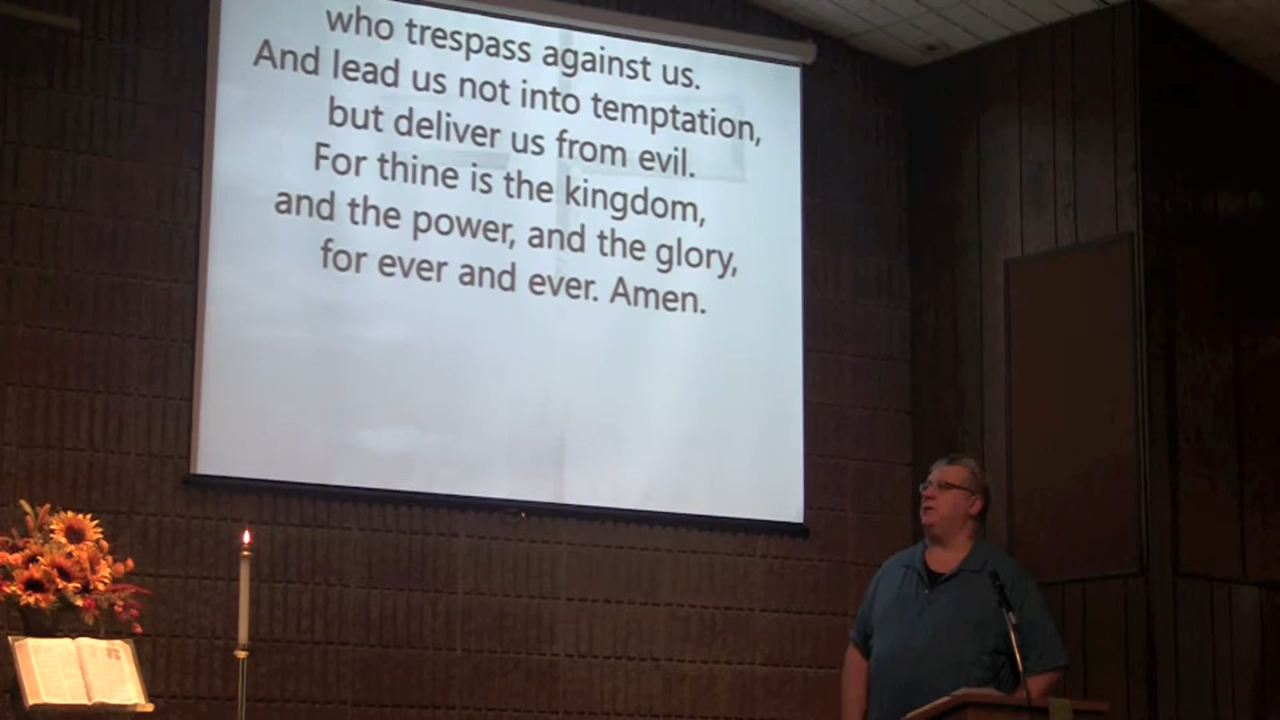 who trespass against us.
And lead us not into temptation,
but deliver us from evil.
For thine is the kingdom,
and the power, and the glory,
for ever and ever. Amen.